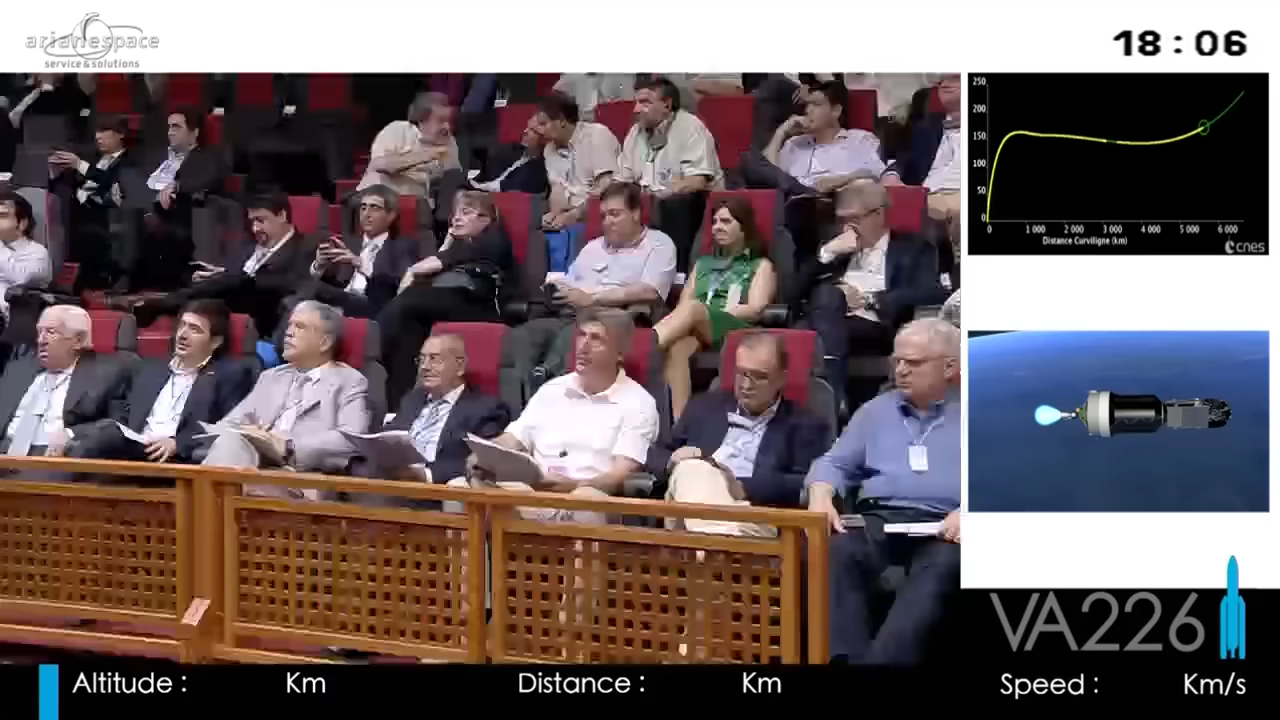 arianespace
service & solutions
18 : 06
250
200
150
100
50
0
0 1 000 2 000 3 000 4 000 5 000 6 000
Distance Curviligne (km)
cnes
VA226
Altitude : Km Distance : Km Speed : Km/s